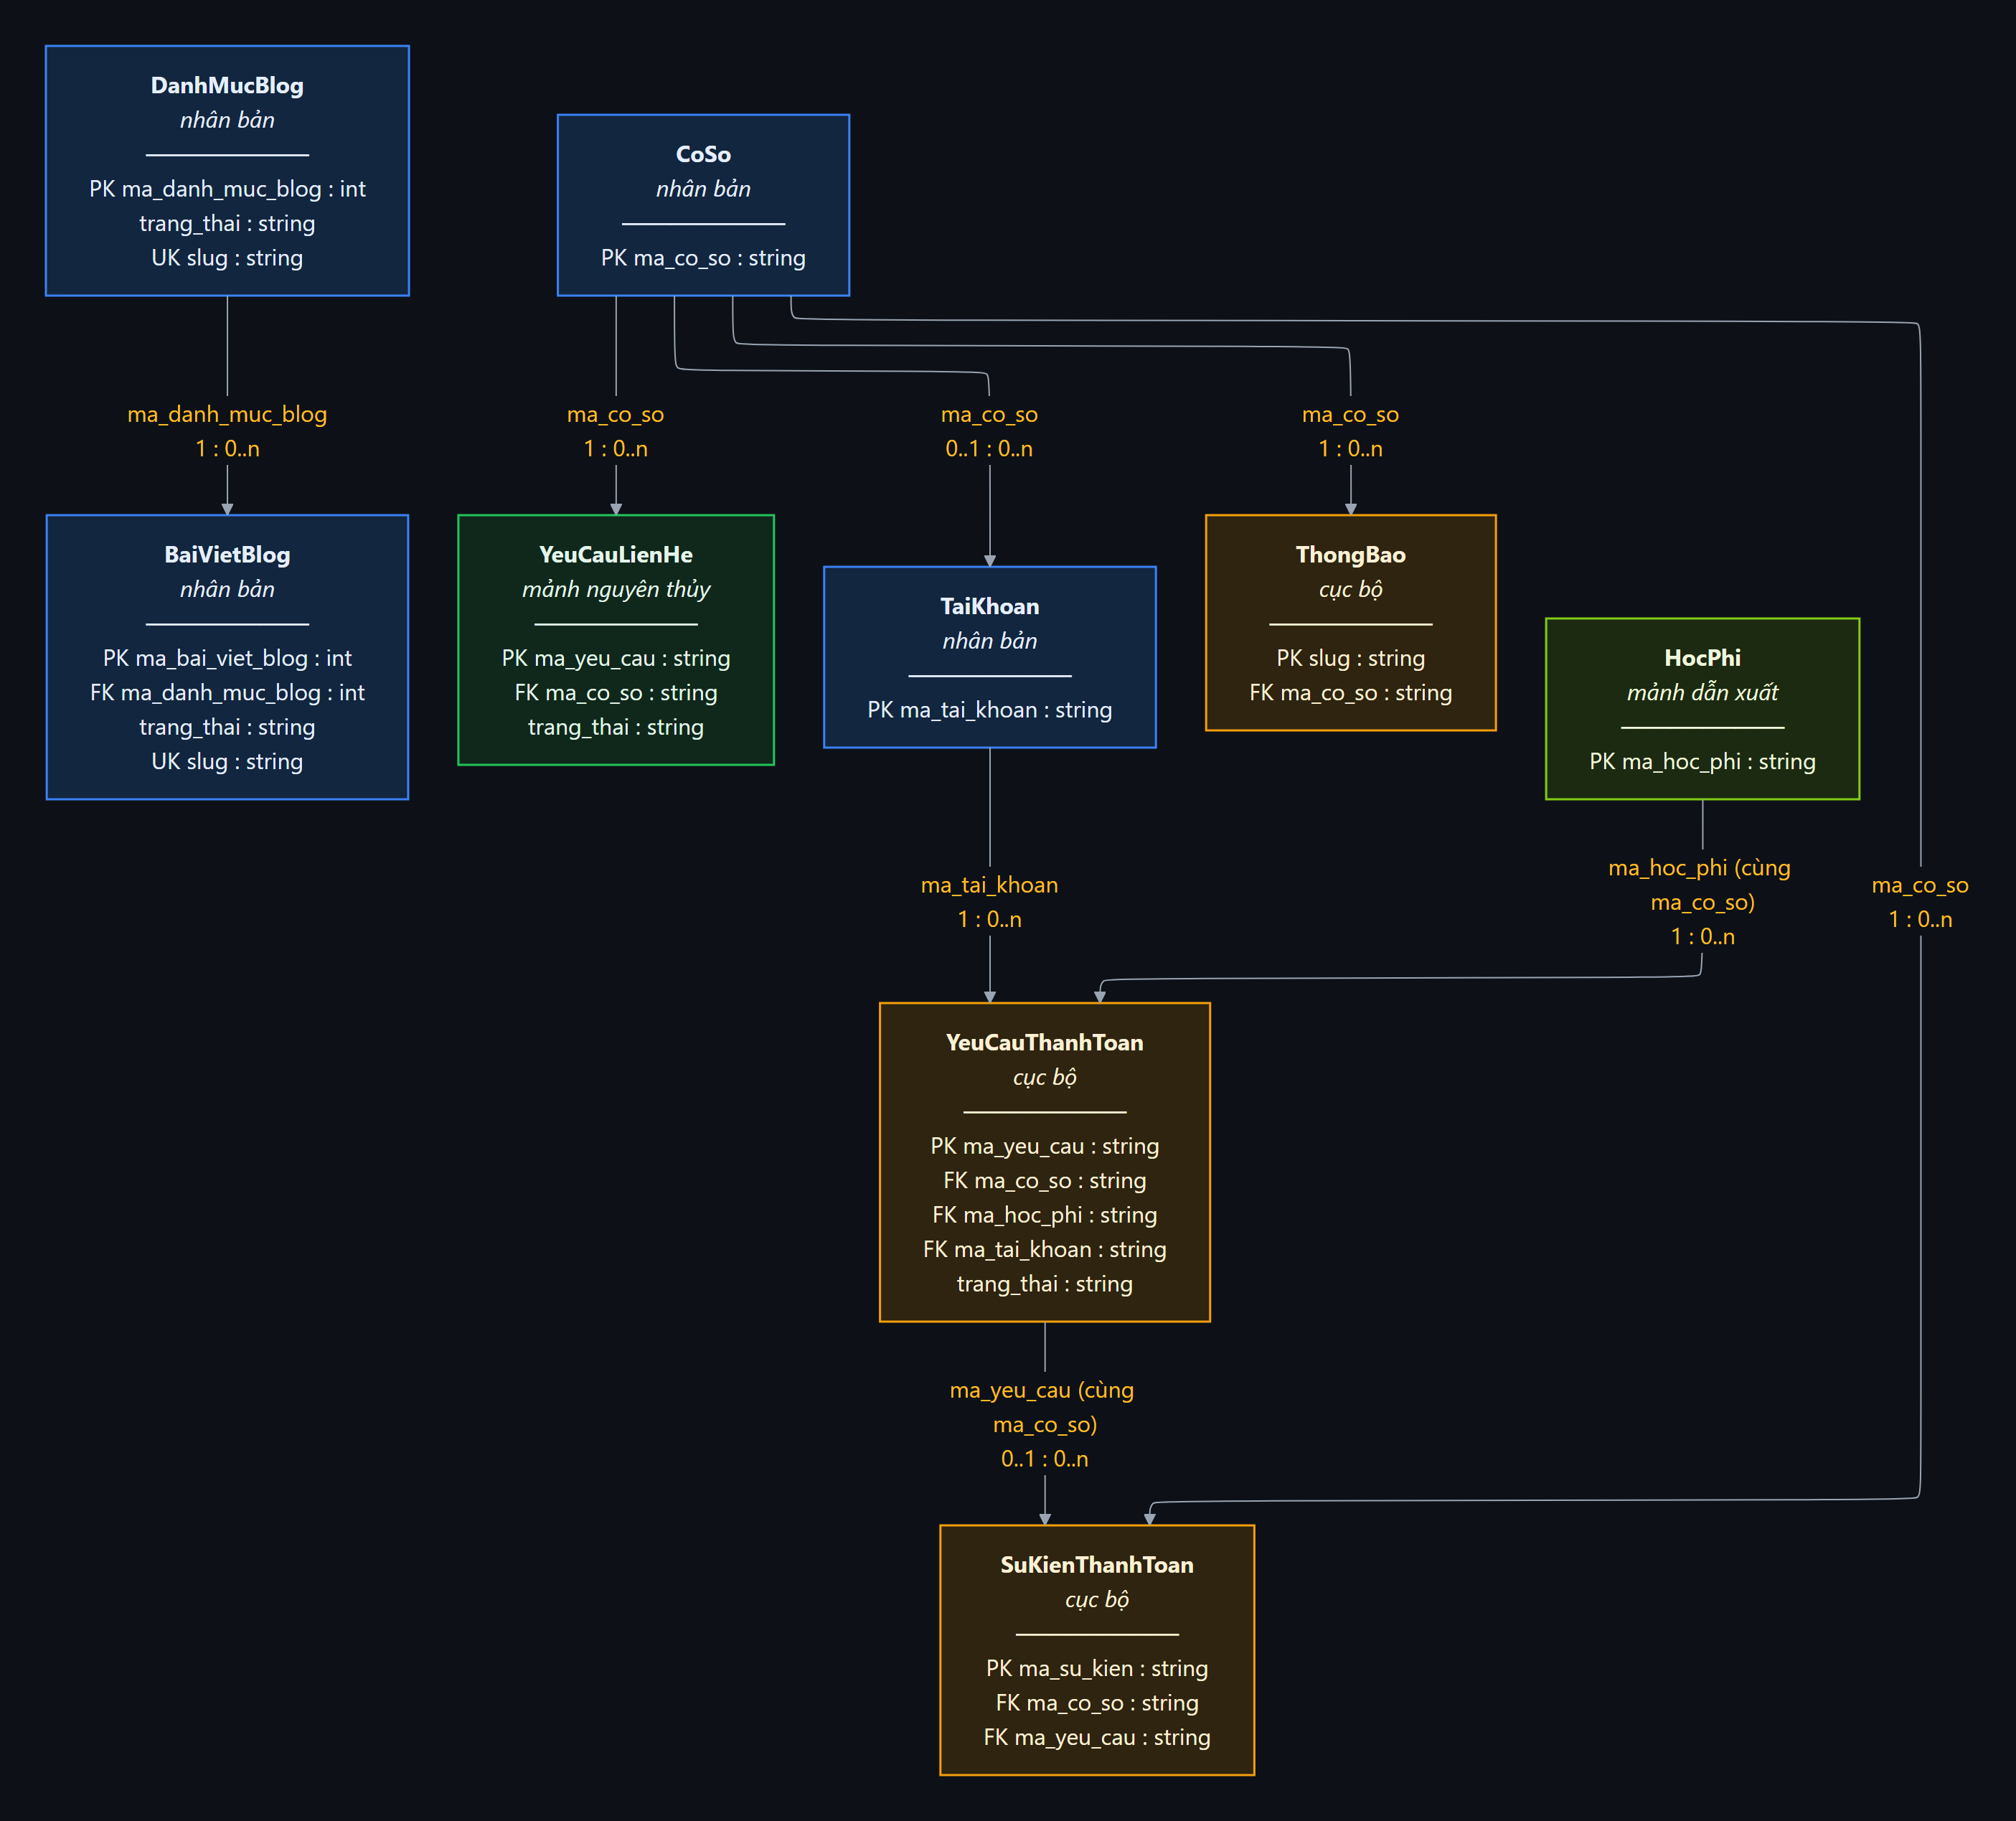 DanhMucBlog
nhân bản
PK ma_danh_muc_blog : int
trang_thai : string
UK slug : string
CoSo
nhân bản
PK ma_co_so : string
ma_danh_muc_blog
1 : 0..n
ma_co_so
1 : 0..n
ma_co_so
0..1 : 0..n
ma_co_so
1 : 0..n
BaiVietBlog
nhân bản
PK ma_bai_viet_blog : int
FK ma_danh_muc_blog : int
trang_thai : string
UK slug : string
YeuCauLienHe
mảnh nguyên thủy
PK ma_yeu_cau : string
FK ma_co_so : string
trang_thai : string
TaiKhoan
nhân bản
PK ma_tai_khoan : string
ThongBao
cục bộ
PK slug : string
FK ma_co_so : string
HocPhi
mảnh dẫn xuất
PK ma_hoc_phi : string
ma_tai_khoan
1 : 0..n
ma_hoc_phi (cùng
ma_co_so)
1 : 0..n
ma_co_so
1 : 0..n
YeuCauThanhToan
cục bộ
PK ma_yeu_cau : string
FK ma_co_so : string
FK ma_hoc_phi : string
FK ma_tai_khoan : string
trang_thai : string
ma_yeu_cau (cùng
ma_co_so)
0..1 : 0..n
SuKienThanhToan
cục bộ
PK ma_su_kien : string
FK ma_co_so : string
FK ma_yeu_cau : string